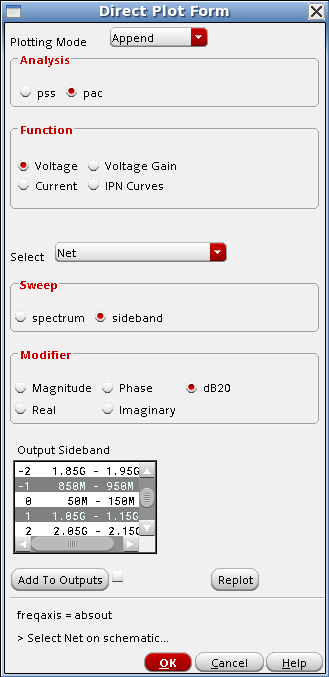 Direct Plot Form
Plotting Mode Append
Analysis
pss pac
Function
Voltage Voltage Gain
Current IPN Curves
Select Net
Sweep
spectrum sideband
Modifier
Magnitude Phase dB20
Real Imaginary
Output Sideband
-2 1.85G - 1.95G
-1 850M - 950M
0 50M - 150M
1 1.05G - 1.15G
2 2.05G - 2.15G
Add To Outputs Replot
freqaxis = absout
> Select Net on schematic...
OK Cancel Help